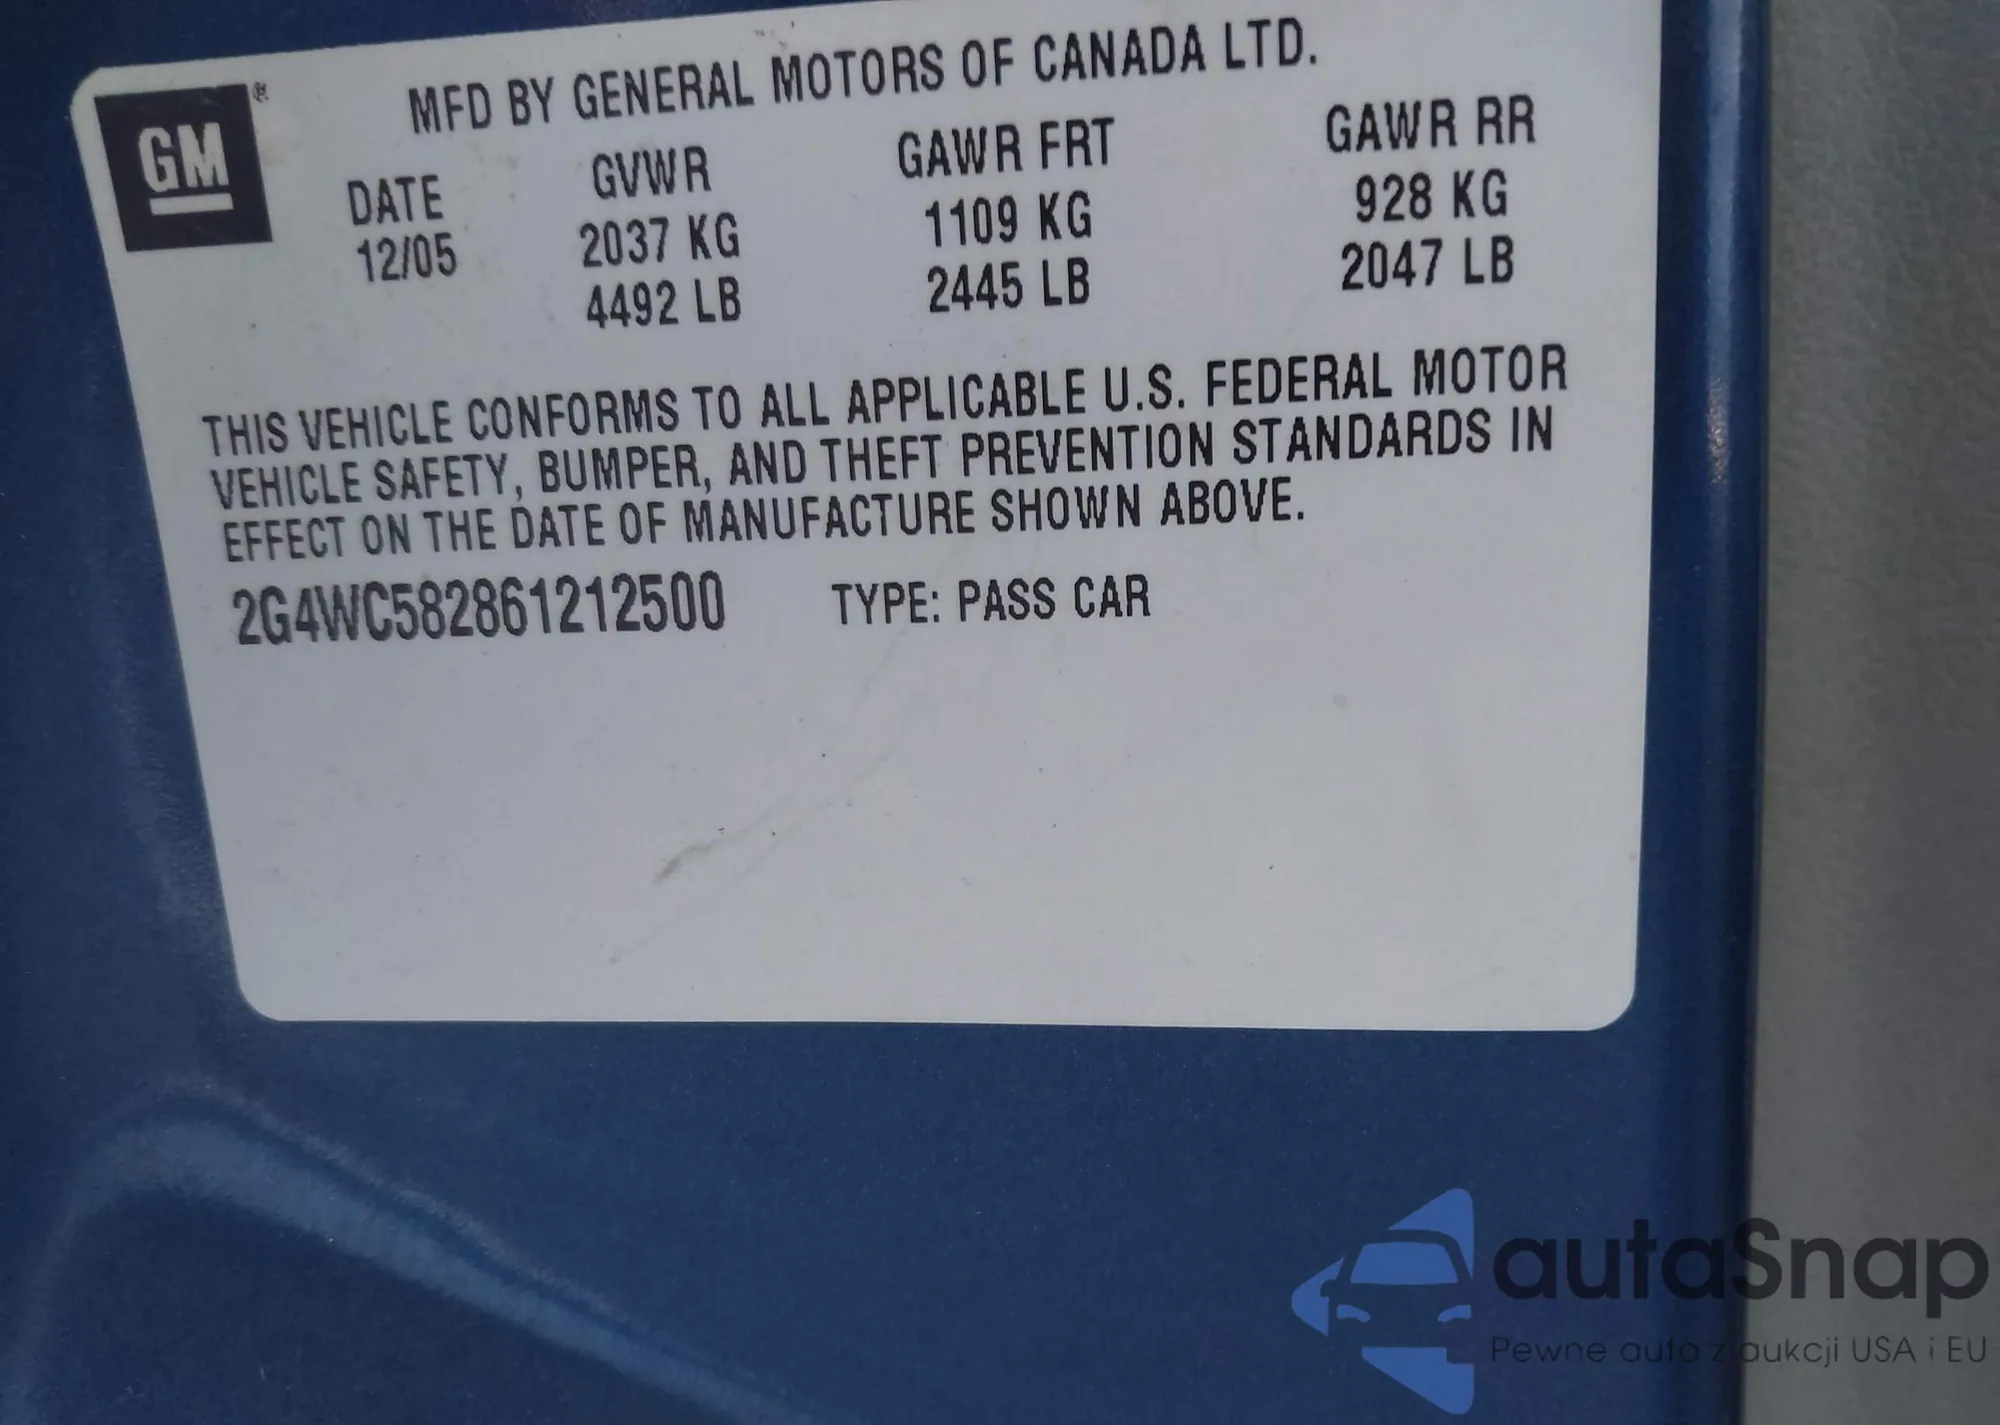 GM
®
MFD BY GENERAL MOTORS OF CANADA LTD.
DATE GVWR GAWR FRT GAWR RR
12/05 2037 KG 1109 KG 928 KG
4492 LB 2445 LB 2047 LB
THIS VEHICLE CONFORMS TO ALL APPLICABLE U.S. FEDERAL MOTOR
VEHICLE SAFETY, BUMPER, AND THEFT PREVENTION STANDARDS IN
EFFECT ON THE DATE OF MANUFACTURE SHOWN ABOVE.
2G4WC582861212500 TYPE: PASS CAR
autaSnap
Pewne auta z aukcji USA i EU